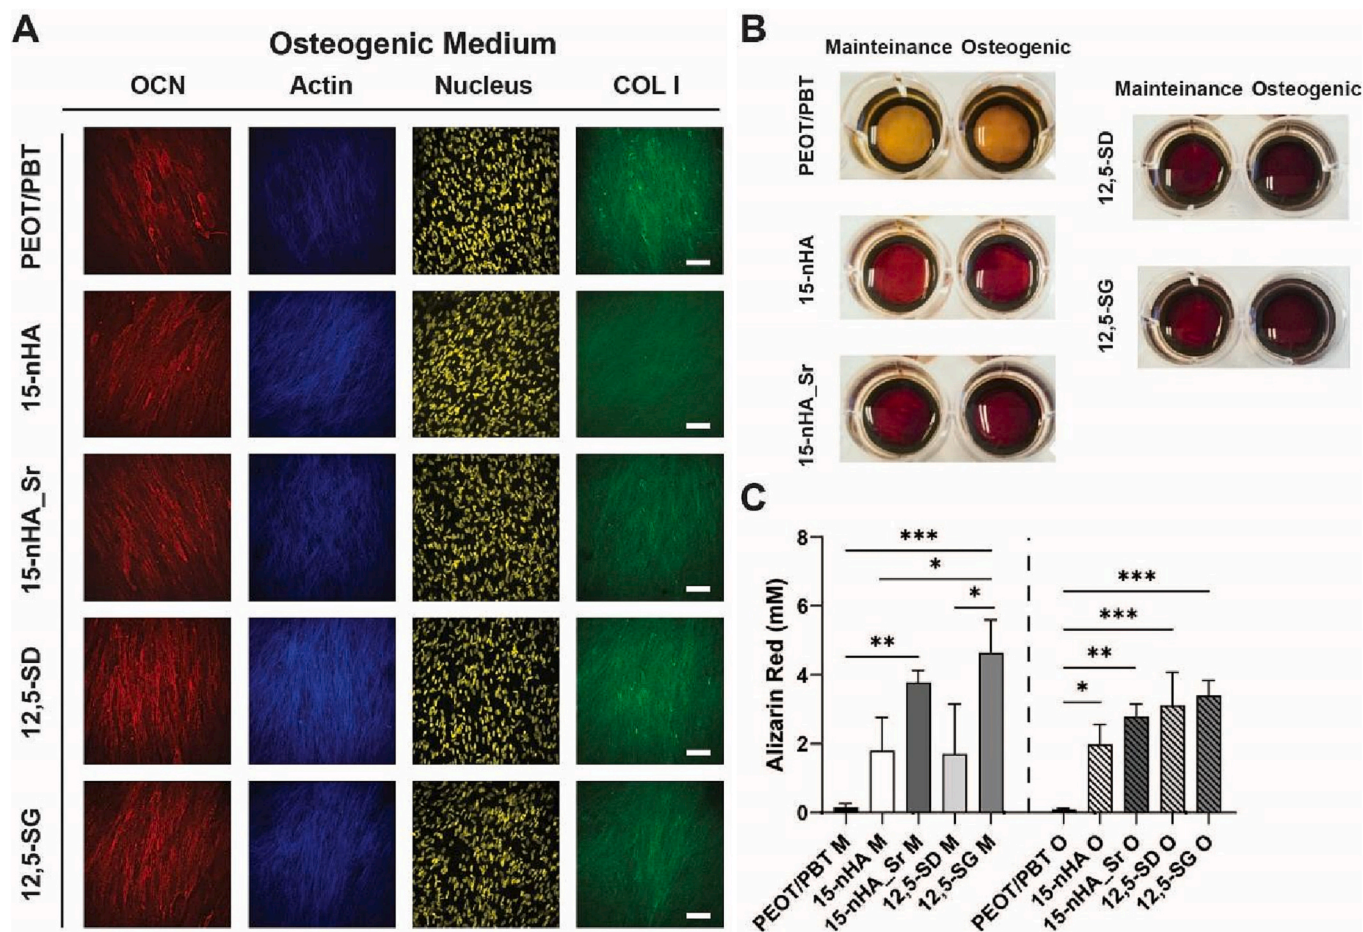 A
Osteogenic Medium
OCN Actin Nucleus COL I
PEOT/PBT
15-nHA
15-nHA_Sr
12,5-SD
12,5-SG
B
Mainteinance Osteogenic
PEOT/PBT
15-nHA
15-nHA_Sr
Mainteinance Osteogenic
12,5-SD
12,5-SG
C
Alizarin Red (mM)
8
6
4
2
0
***
*
*
**
***
***
**
*
PEOT/PBT M
15-nHA M
15-nHA_Sr M
12,5-SD M
12,5-SG M
PEOT/PBT O
15-nHA O
15-nHA_Sr O
12,5-SD O
12,5-SG O